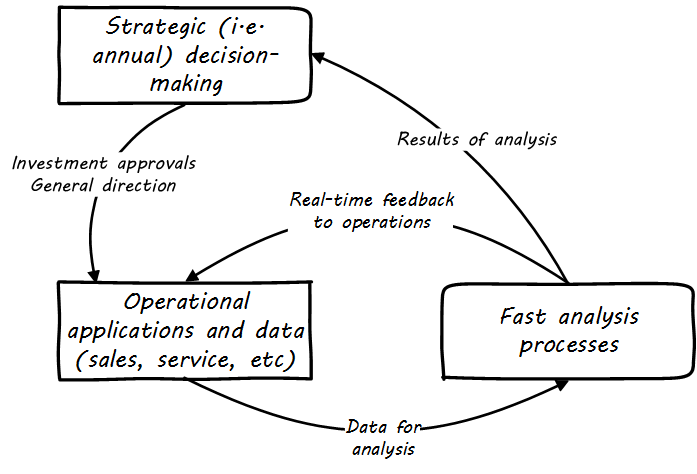 Strategic (i.e.
annual) decision-
making
Results of analysis
Investment approvals
General direction
Real-time feedback
to operations
Operational
applications and data
(sales, service, etc)
Fast analysis
processes
Data for
analysis